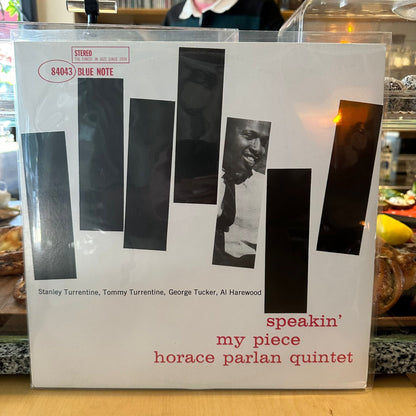 STEREO
THE FINEST IN JAZZ SINCE 1939
84043 BLUE NOTE
Stanley Turrentine, Tommy Turrentine, George Tucker, Al Harewood
speakin'
my piece
horace parlan quintet